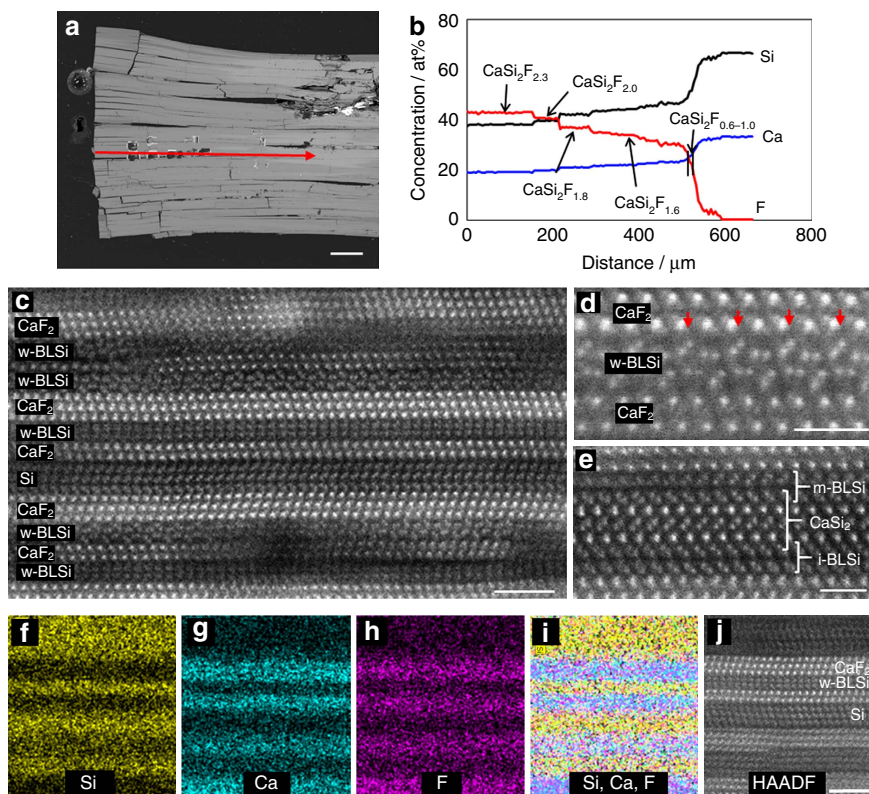 a
b
Concentration / at%
80
60
40
20
0
0
200
400
600
800
Distance / μm
CaSi₂F₂.₃
CaSi₂F₂.₀
CaSi₂F₀.₆₋₁.₀
CaSi₂F₁.₈
CaSi₂F₁.₆
Si
Ca
F
c
CaF₂
w-BLSi
w-BLSi
CaF₂
w-BLSi
CaF₂
Si
CaF₂
w-BLSi
CaF₂
w-BLSi
d
CaF₂
w-BLSi
CaF₂
e
m-BLSi
CaSi₂
i-BLSi
f
Si
g
Ca
h
F
i
Si, Ca, F
j
CaF₂
w-BLSi
Si
HAADF